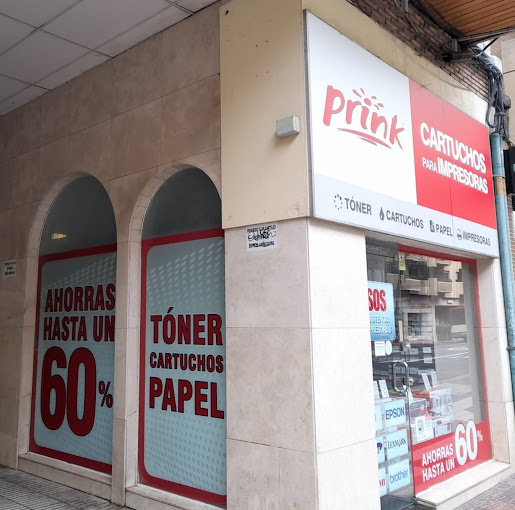 AHORRAS
HASTA UN
60%
TÓNER
CARTUCHOS
PAPEL
prink
CARTUCHOS
PARA IMPRESORAS
TÓNER
CARTUCHOS
PAPEL
IMPRESORAS
EPSON
LEXMARK
brother
AHORRAS
HASTA UN 60%